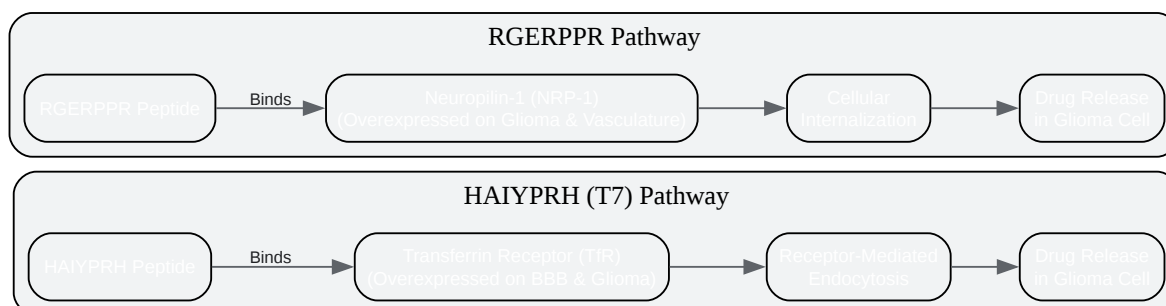 RGERPPR Pathway
RGERPPR Peptide
Binds
Neuropilin-1 (NRP-1)
(Overexpressed on Glioma & Vasculature)
Cellular
Internalization
Drug Release
in Glioma Cell
HAIYPRH (T7) Pathway
HAIYPRH Peptide
Binds
Transferrin Receptor (TfR)
(Overexpressed on BBB & Glioma)
Receptor-Mediated
Endocytosis
Drug Release
in Glioma Cell